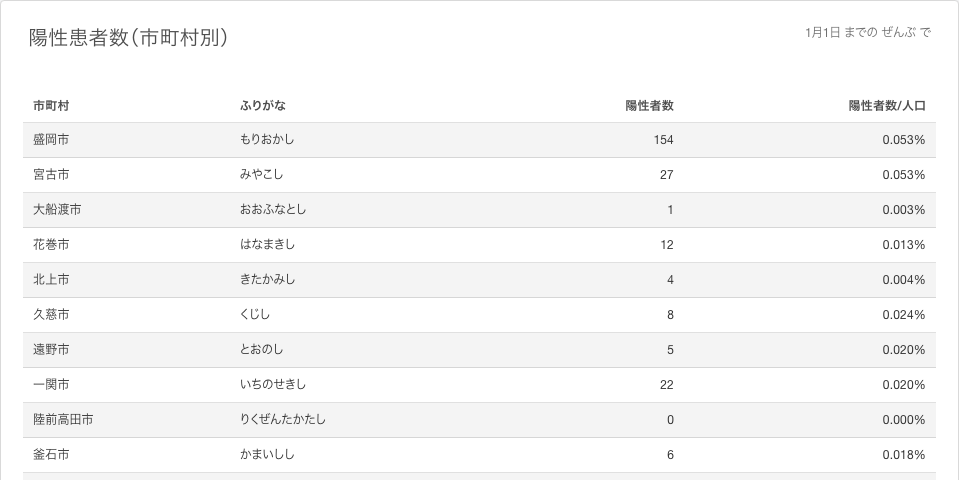 陽性患者数(市町村別)
1月1日 までの ぜんぶ で
市町村 ふりがな 陽性者数 陽性者数/人口
盛岡市 もりおかし 154 0.053%
宮古市 みやこし 27 0.053%
大船渡市 おおふなとし 1 0.003%
花巻市 はなまきし 12 0.013%
北上市 きたかみし 4 0.004%
久慈市 くじし 8 0.024%
遠野市 とおのし 5 0.020%
一関市 いちのせきし 22 0.020%
陸前高田市 りくぜんたかたし 0 0.000%
釜石市 かまいしし 6 0.018%